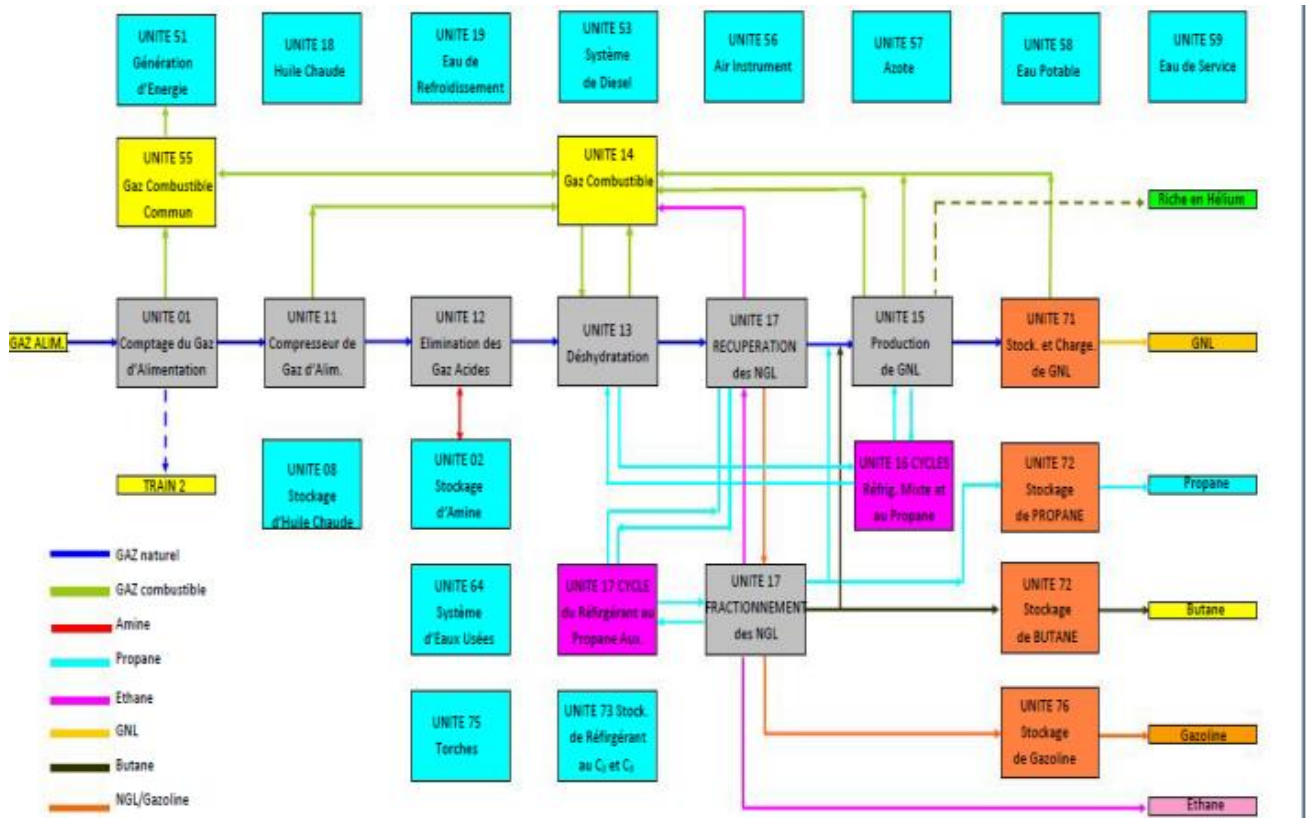 UNITE 51
Génération
d'Energie
UNITE 18
Huile Chaude
UNITE 19
Eau de
Refroidissement
UNITE 53
Système
de Diesel
UNITE 56
Air Instrument
UNITE 57
Azote
UNITE 58
Eau Potable
UNITE 59
Eau de Service
UNITE 55
Gaz Combustible
Commun
UNITE 14
Gaz Combustible
Riche en Hélium
GAZ ALIM.
UNITE 01
Comptage du Gaz
d'Alimentation
UNITE 11
Compresseur de
Gaz d'Alim.
UNITE 12
Elimination des
Gaz Acides
UNITE 13
Déshydratation
UNITE 17
RECUPERATION
des NGL
UNITE 15
Production
de GNL
UNITE 71
Stock. et Charge.
de GNL
GNL
TRAIN 2
UNITE 08
Stockage
d'Huile Chaude
UNITE 02
Stockage
d'Amine
UNITE 16 CYCLES
Réfrig. Mixte et
au Propane
UNITE 72
Stockage
de PROPANE
Propane
UNITE 64
Système
d'Eaux Usées
UNITE 17 CYCLE
du Réfirgérant au
Propane Aux.
UNITE 17
FRACTIONNEMENT
des NGL
UNITE 72
Stockage
de BUTANE
Butane
UNITE 75
Torches
UNITE 73 Stock.
de Réfirgérant
au C₂ et C₃
UNITE 76
Stockage
de Gazoline
Gazoline
Ethane
GAZ naturel
GAZ combustible
Amine
Propane
Ethane
GNL
Butane
NGL/Gazoline